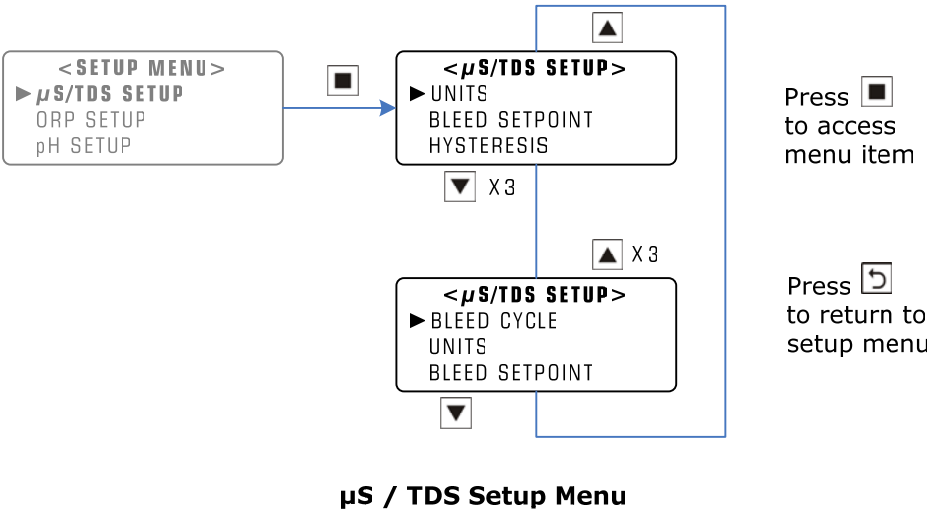 <SETUP MENU>
▶µS/TDS SETUP
ORP SETUP
pH SETUP
<µS/TDS SETUP>
▶UNITS
BLEED SETPOINT
HYSTERESIS
X3
X3
<µS/TDS SETUP>
▶BLEED CYCLE
UNITS
BLEED SETPOINT
Press
to access
menu item
Press
to return to
setup menu
µS / TDS Setup Menu